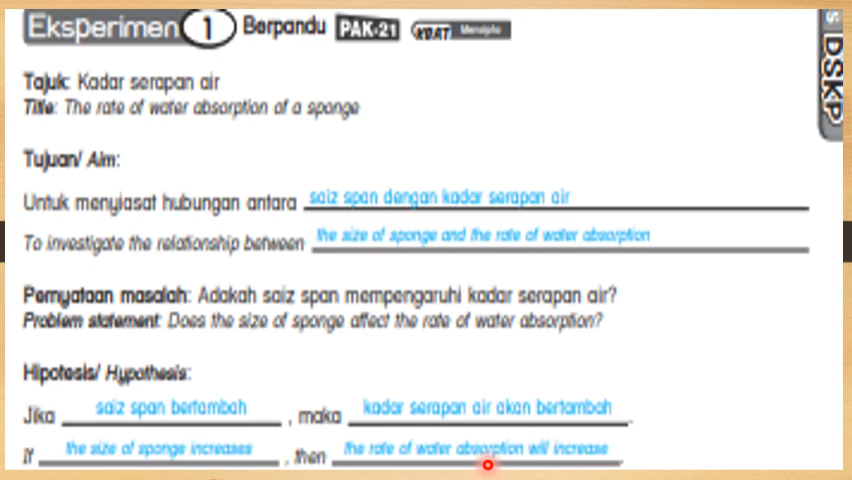 Eksperimen 1 Berpandu PAK-21 KBAT
Tajuk: Kadar serapan air
Title: The rate of water absorption of a sponge
Tujuan/ Aim:
Untuk menyiasat hubungan antara saiz span dengan kadar serapan air
To investigate the relationship between the size of sponge and the rate of water absorption
Pernyataan masalah: Adakah saiz span mempengaruhi kadar serapan air?
Problem statement: Does the size of sponge affect the rate of water absorption?
Hipotesis/ Hypothesis:
Jika saiz span bertambah, maka kadar serapan air akan bertambah.
If the size of sponge increases, then the rate of water absorption will increase.
DSKP